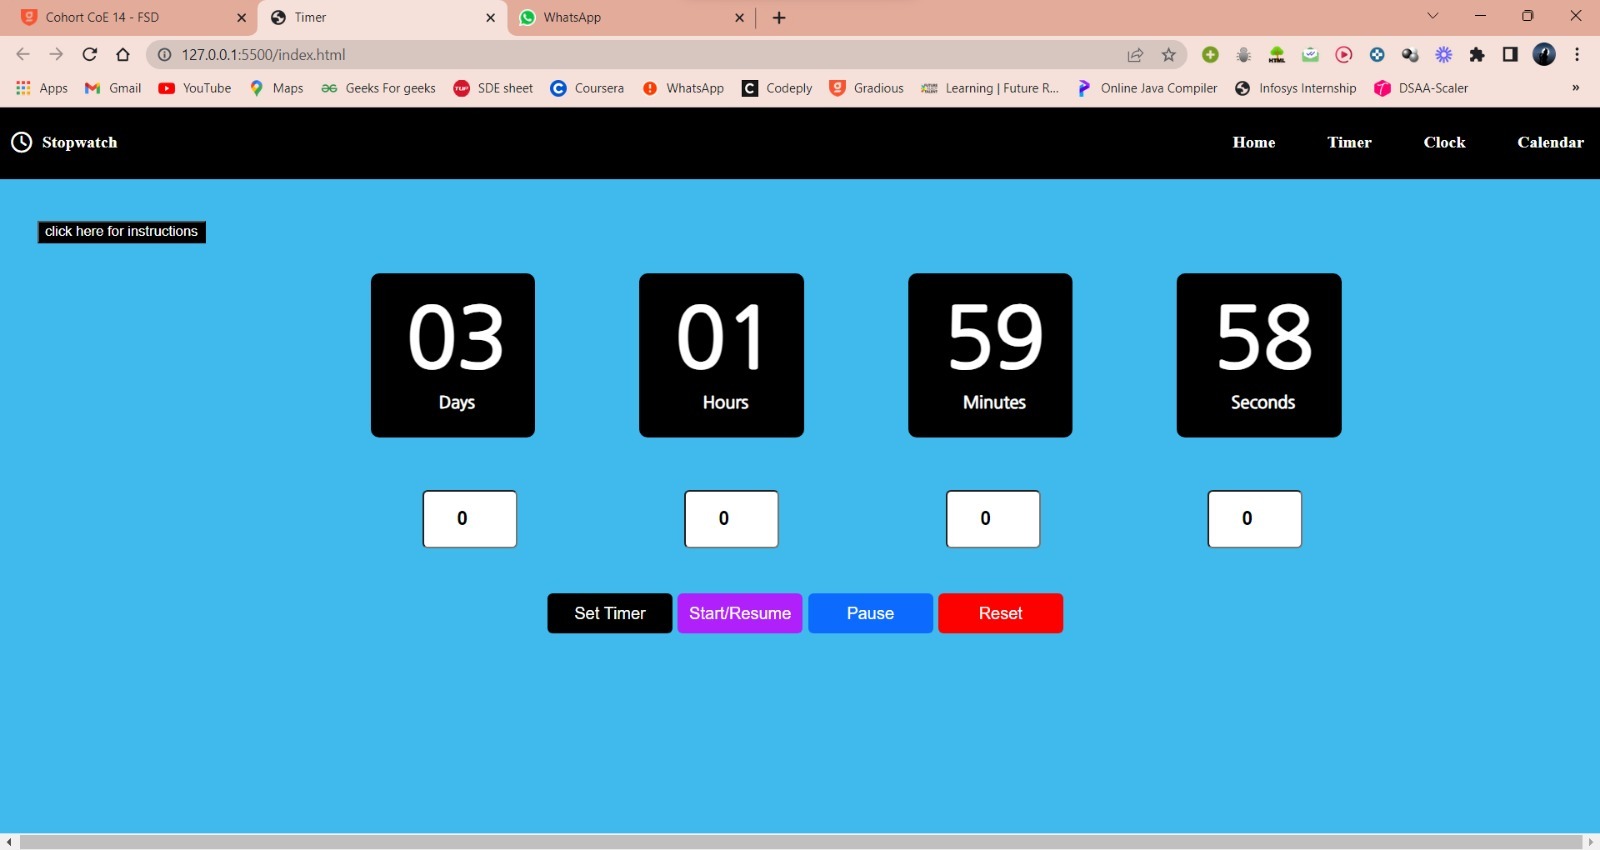 Cohort CoE 14 - FSD
Timer
WhatsApp
127.0.0.1:5500/index.html
Apps Gmail YouTube Maps Geeks For geeks SDE sheet Coursera WhatsApp Codeply Gradious Learning | Future R... Online Java Compiler Infosys Internship DSAA-Scaler »
Stopwatch Home Timer Clock Calendar
click here for instructions
03 01 59 58
Days Hours Minutes Seconds
0 0 0 0
Set Timer Start/Resume Pause Reset